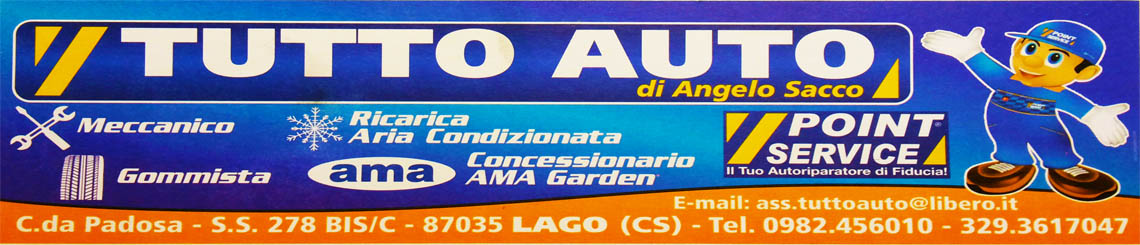 TUTTO AUTO
di Angelo Sacco
Meccanico
Ricarica
Aria Condizionata
Gommista
ama
Concessionario
AMA Garden
POINT
SERVICE
Il Tuo Autoriparatore di Fiducia!
POINT
SERVICE
E-mail: ass.tuttoauto@libero.it
C.da Padosa - S.S. 278 BIS/C - 87035 LAGO (CS) - Tel. 0982.456010 - 329.3617047